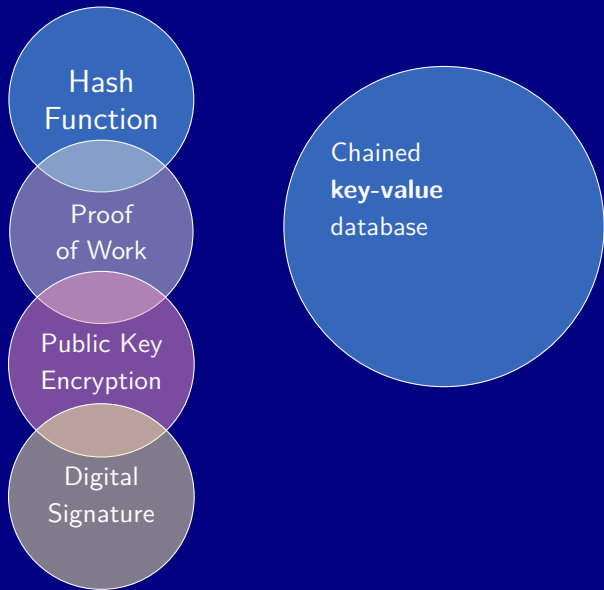 Hash
Function
Proof
of Work
Public Key
Encryption
Digital
Signature
Chained
key-value
database